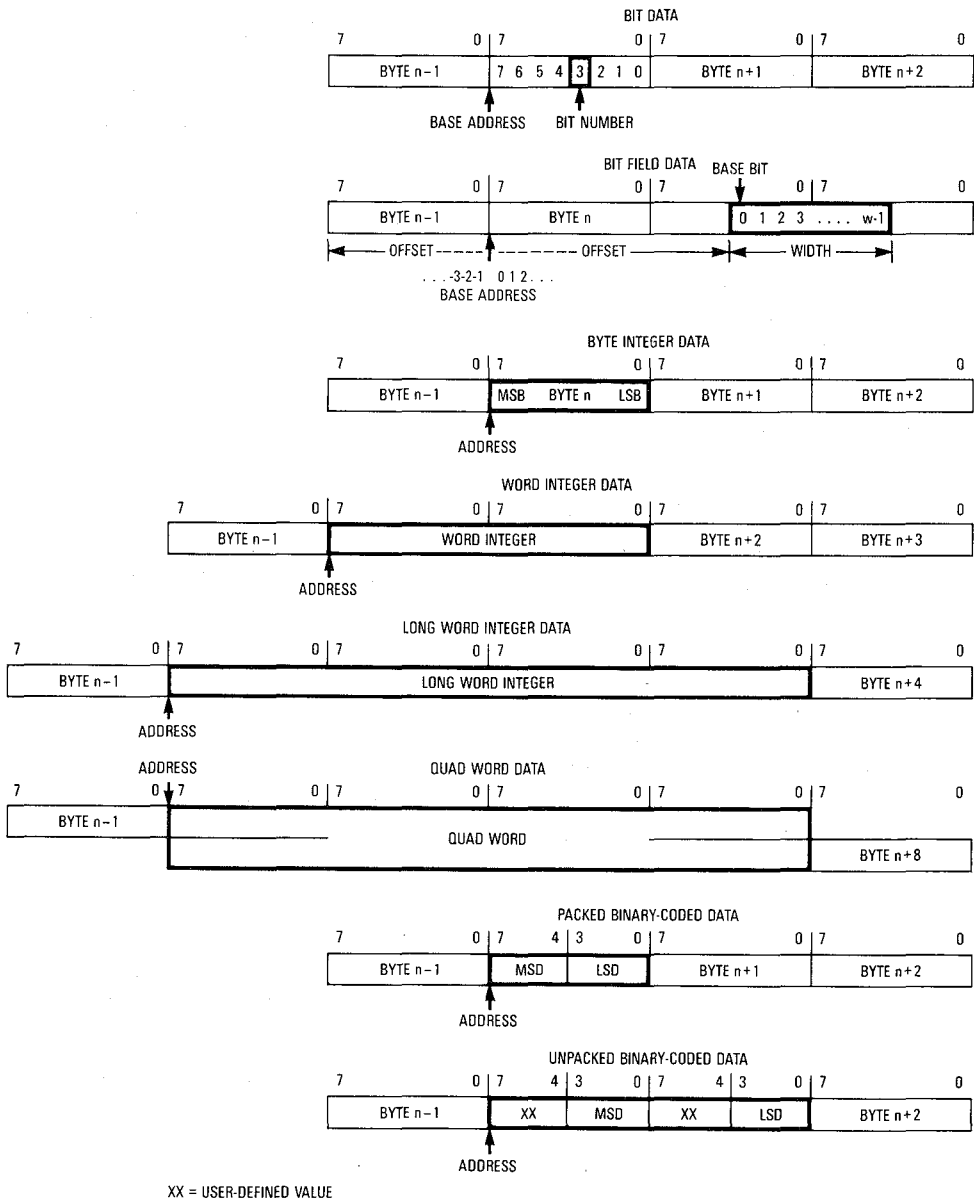 BIT DATA
7 0 7 0 7 0 7 0
BYTE n−1 7 6 5 4 3 2 1 0 BYTE n+1 BYTE n+2
BASE ADDRESS BIT NUMBER
BIT FIELD DATA BASE BIT
7 0 7 0 7 0 7 0
BYTE n−1 BYTE n 0 1 2 3 .... w-1
OFFSET OFFSET WIDTH
...-3-2-1 0 1 2...
BASE ADDRESS
BYTE INTEGER DATA
7 0 7 0 7 0 7 0
BYTE n−1 MSB BYTE n LSB BYTE n+1 BYTE n+2
ADDRESS
WORD INTEGER DATA
7 0 7 0 7 0 7 0 7 0
BYTE n−1 WORD INTEGER BYTE n+2 BYTE n+3
ADDRESS
LONG WORD INTEGER DATA
7 0 7 0 7 0 7 0 7 0 7 0
BYTE n−1 LONG WORD INTEGER BYTE n+4
ADDRESS
ADDRESS QUAD WORD DATA
7 0 7 0 7 0 7 0 7 0 7 0
BYTE n−1
QUAD WORD
BYTE n+8
PACKED BINARY-CODED DATA
7 0 7 4 3 0 7 0 7 0
BYTE n−1 MSD LSD BYTE n+1 BYTE n+2
ADDRESS
UNPACKED BINARY-CODED DATA
7 0 7 4 3 0 7 4 3 0 7 0
BYTE n−1 XX MSD XX LSD BYTE n+2
ADDRESS
XX = USER-DEFINED VALUE